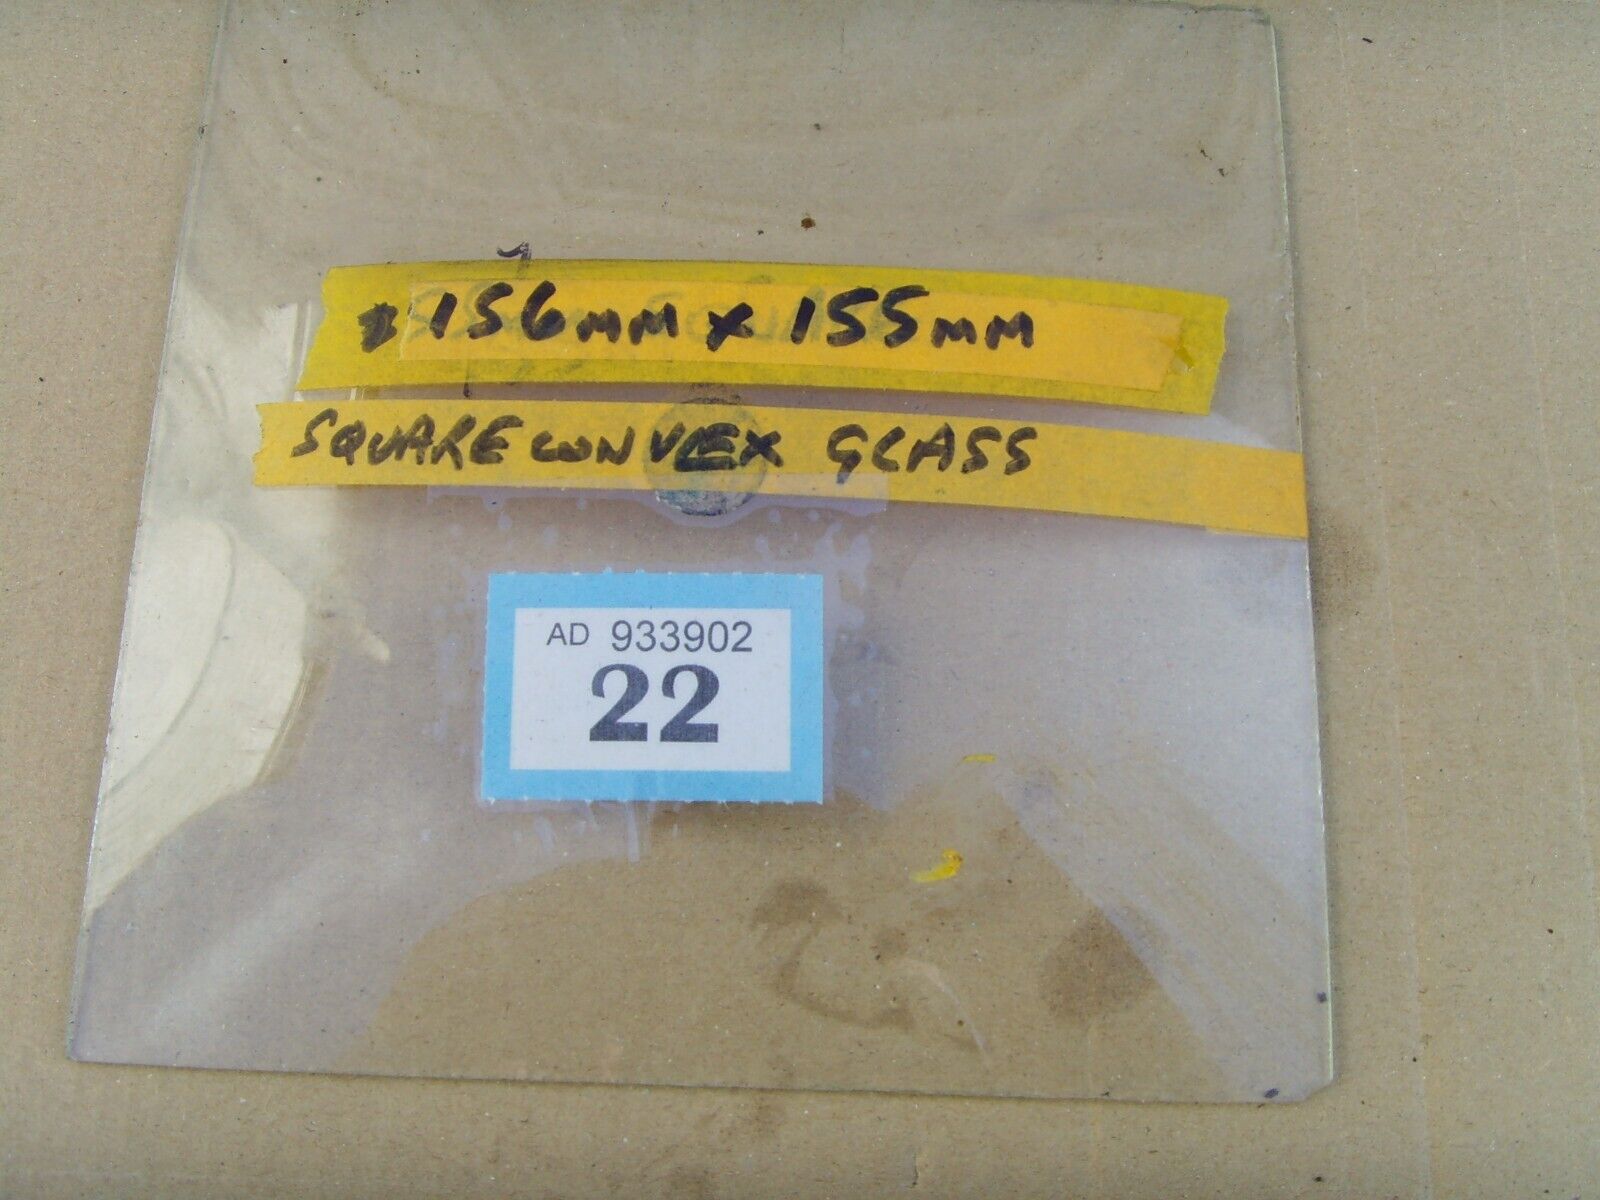 156mm x 155mm
SQUARE CONVEX GLASS
AD 933902
22